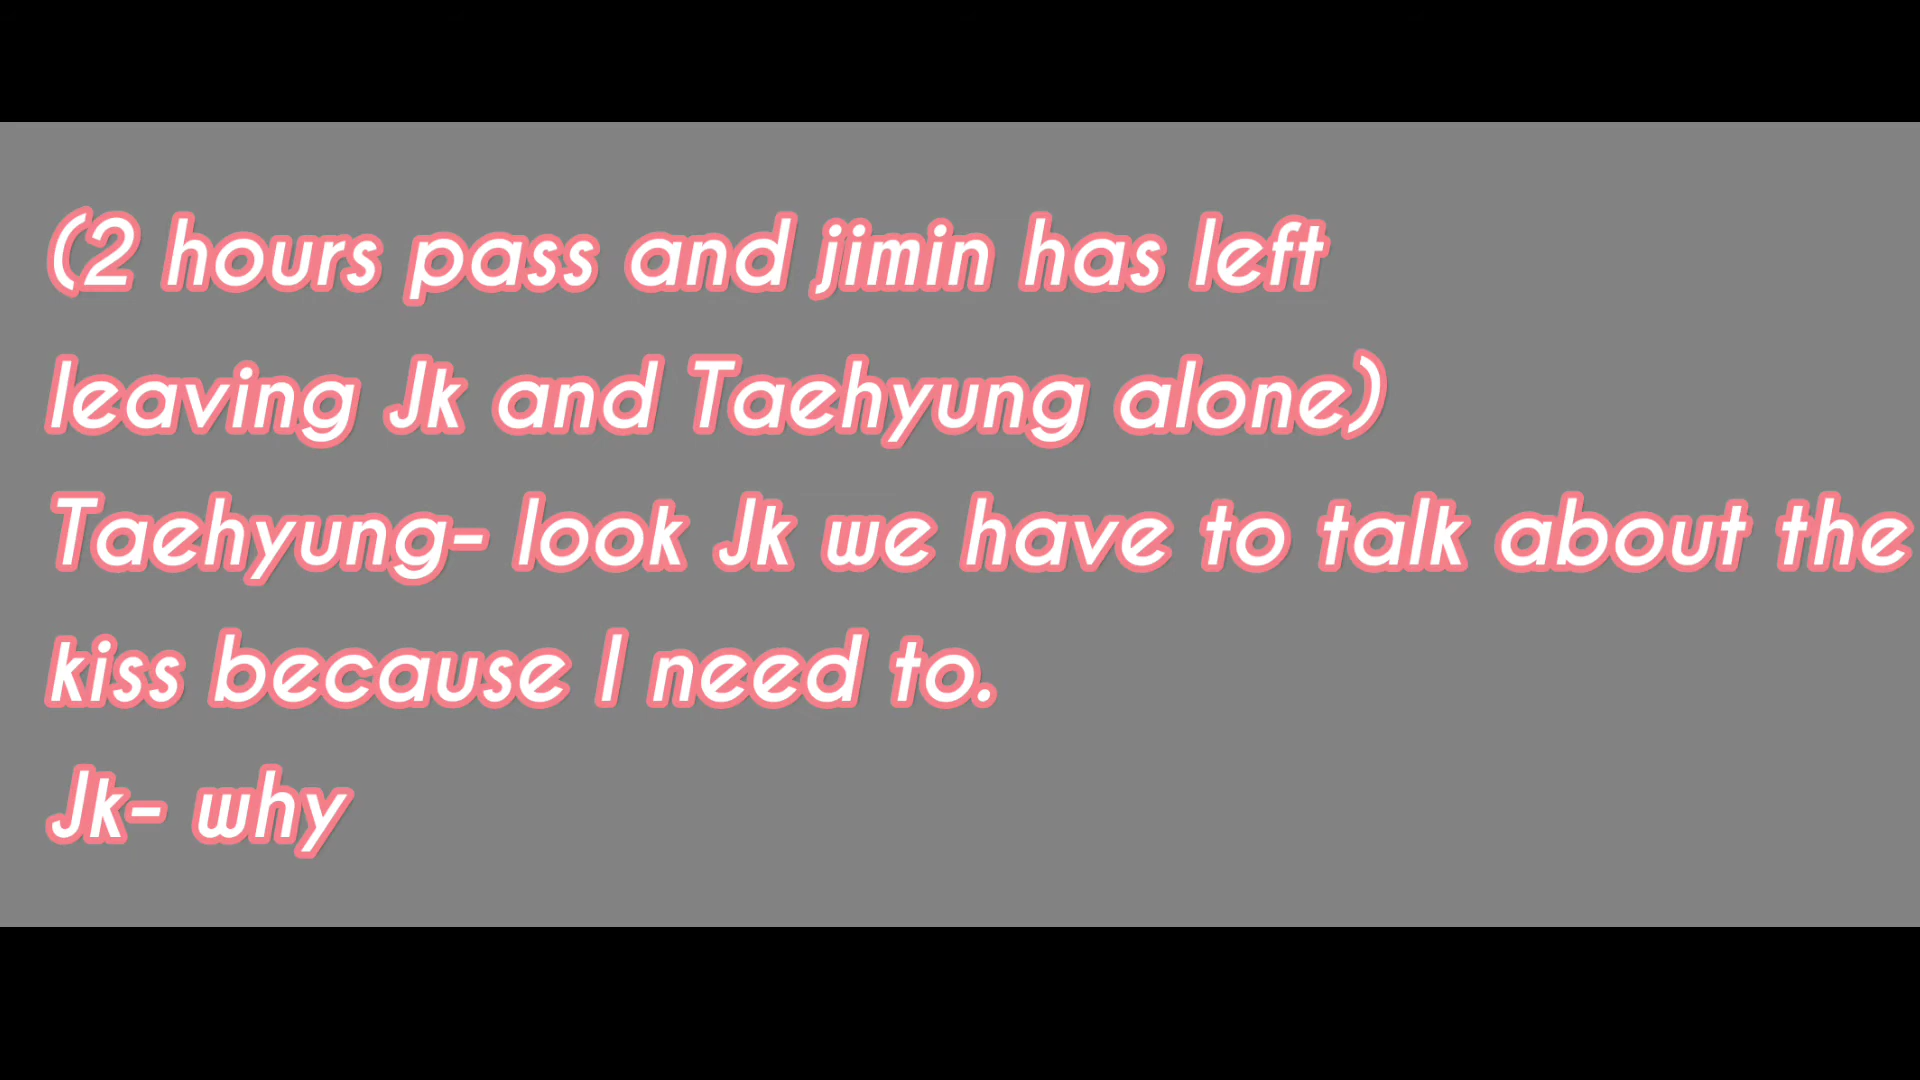 (2 hours pass and jimin has left
leaving Jk and Taehyung alone)
Taehyung- look Jk we have to talk about the
kiss because I need to.
Jk- why